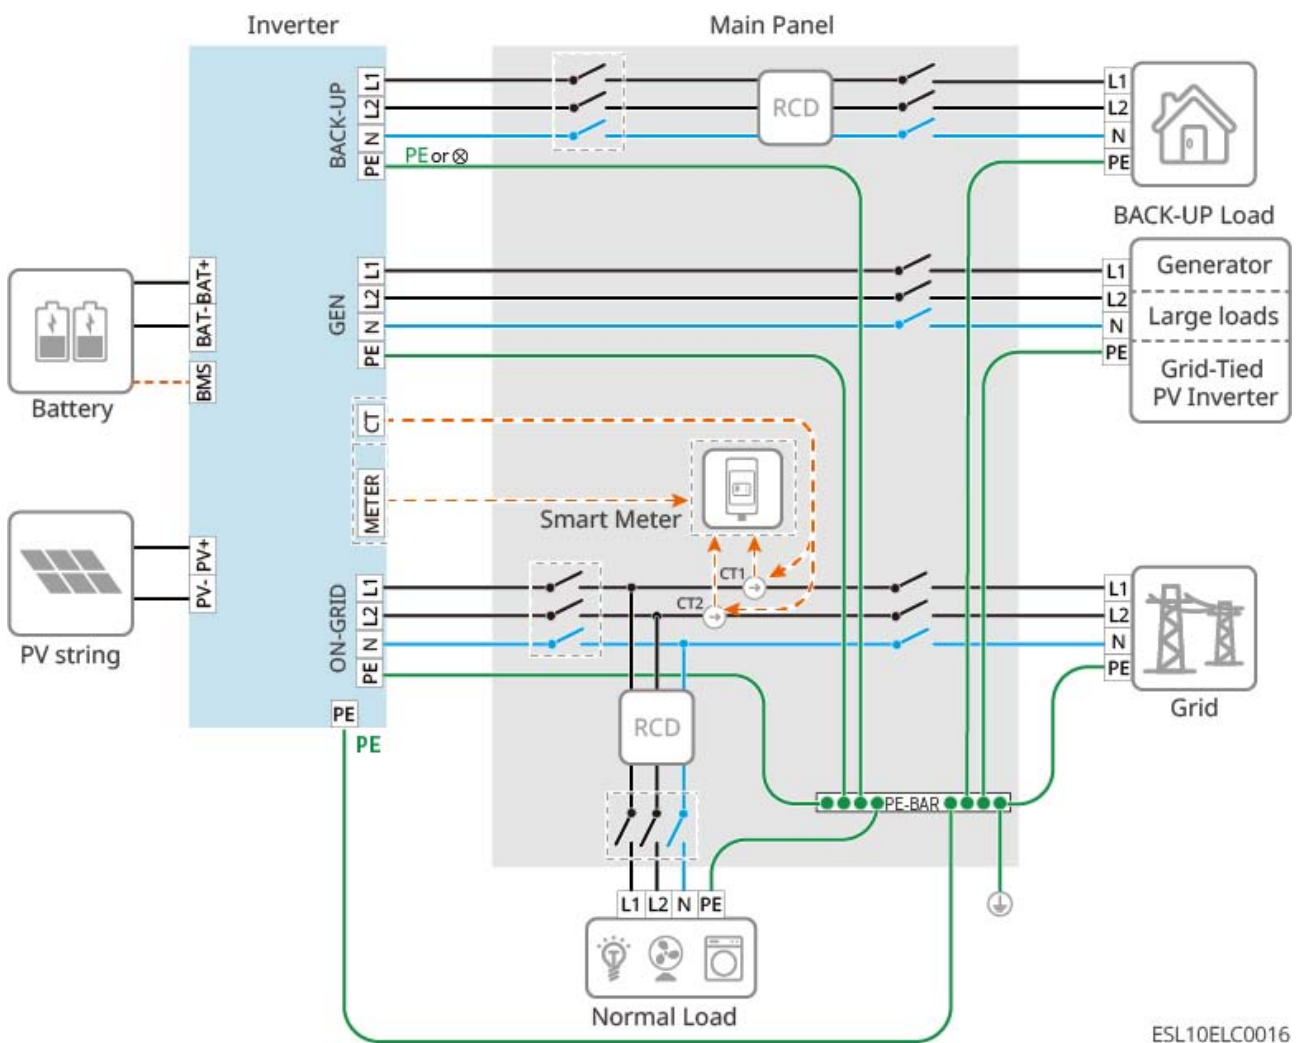 Inverter
Main Panel
BACK-UP
L1
L2
N
PE
PE or ⊗
RCD
L1
L2
N
PE
BACK-UP Load
BAT+
BAT-
BMS
Battery
GEN
L1
L2
N
PE
L1
L2
N
PE
Generator
Large loads
Grid-Tied
PV Inverter
CT
METER
Smart Meter
CT1
CT2
PV+
PV-
PV string
ON-GRID
L1
L2
N
PE
L1
L2
N
PE
Grid
PE
PE
RCD
PE-BAR
L1
L2
N
PE
Normal Load
ESL10ELC0016